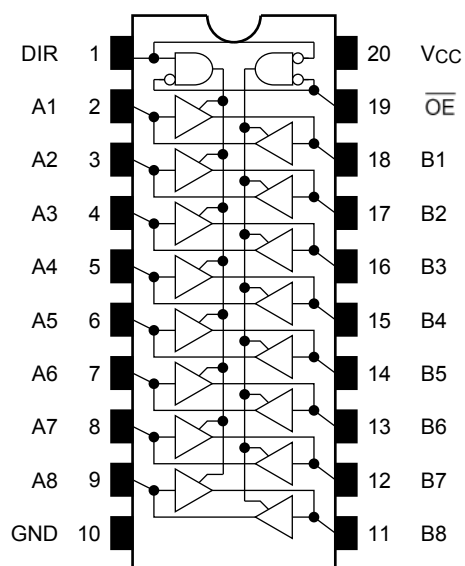 DIR 1 20 VCC
A1 2 19 OE
A2 3 18 B1
A3 4 17 B2
A4 5 16 B3
A5 6 15 B4
A6 7 14 B5
A7 8 13 B6
A8 9 12 B7
GND 10 11 B8